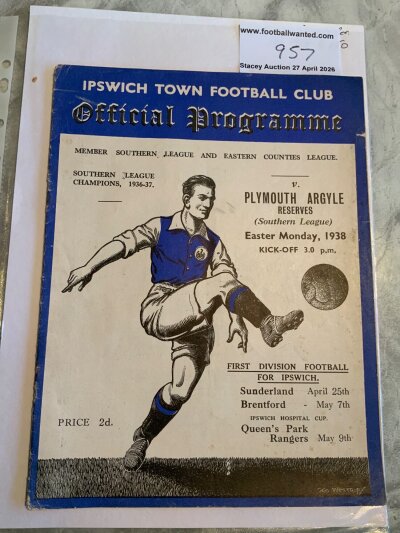 www.footballwanted.com
957
Stacey Auction 27 April 2026
IPSWICH TOWN FOOTBALL CLUB
Official Programme
MEMBER SOUTHERN LEAGUE AND EASTERN COUNTIES LEAGUE.
SOUTHERN LEAGUE
CHAMPIONS, 1936-37.
V.
PLYMOUTH ARGYLE
RESERVES
(Southern League)
Easter Monday, 1938
KICK-OFF 3.0 p.m.
FIRST DIVISION FOOTBALL
FOR IPSWICH.
Sunderland April 25th
Brentford - May 7th
IPSWICH HOSPITAL CUP.
Queen's Park
Rangers May 9th
PRICE 2d.